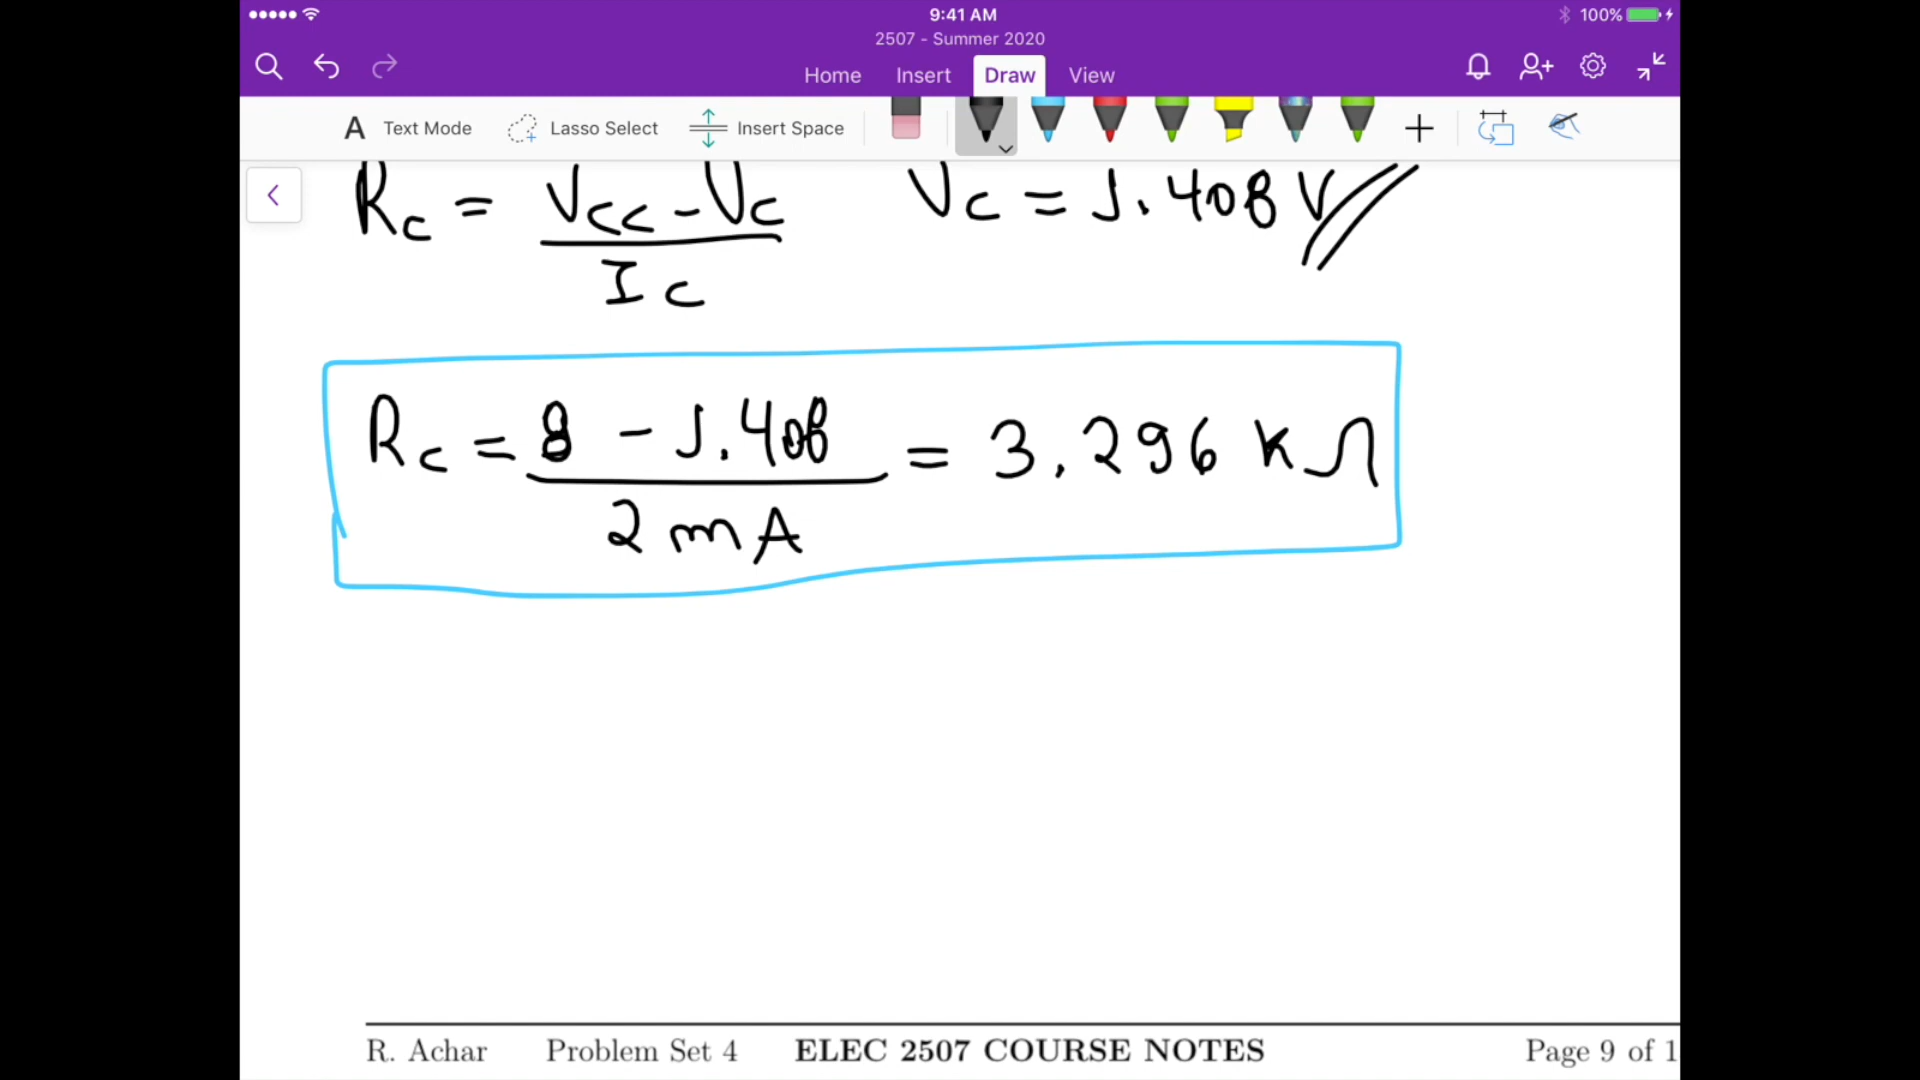 9:41 AM
100%
2507 - Summer 2020
Home Insert Draw View
A Text Mode Lasso Select Insert Space
Rc = Vcc - Vc / Ic Vc = 1.408 V
Rc = 8 - 1.408 / 2 mA = 3.296 KΩ
R. Achar Problem Set 4 ELEC 2507 COURSE NOTES Page 9 of 1